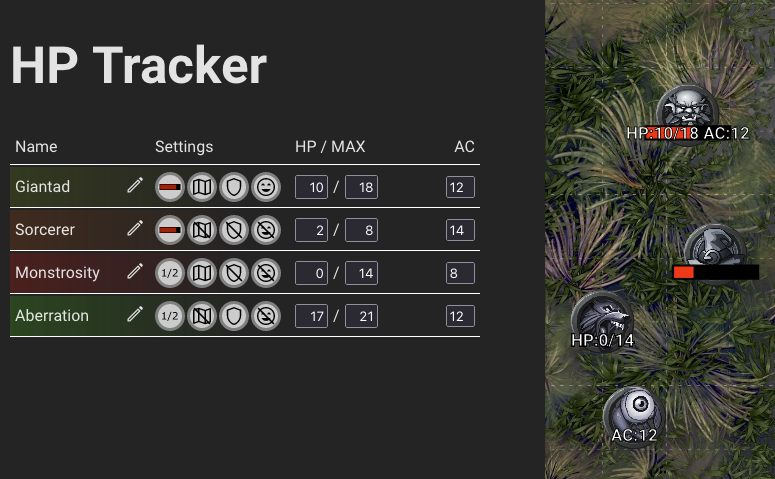 HP Tracker
Name Settings HP / MAX AC
Giantad 10 / 18 12
Sorcerer 2 / 8 14
Monstrosity 1/2 0 / 14 8
Aberration 1/2 17 / 21 12
HP:10/18 AC:12
HP:0/14
AC:12